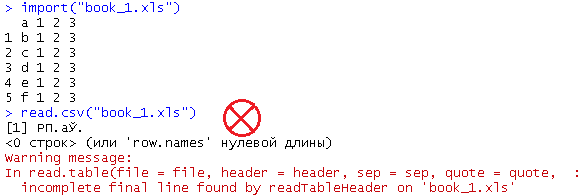 > import("book_1.xls")
  a 1 2 3
1 b 1 2 3
2 c 1 2 3
3 d 1 2 3
4 e 1 2 3
5 f 1 2 3
> read.csv("book_1.xls")
[1] РП.аЎ.
<0 строк> (или 'row.names' нулевой длины)
Warning message:
In read.table(file = file, header = header, sep = sep, quote = quote,  :
  incomplete final line found by readTableHeader on 'book_1.xls'